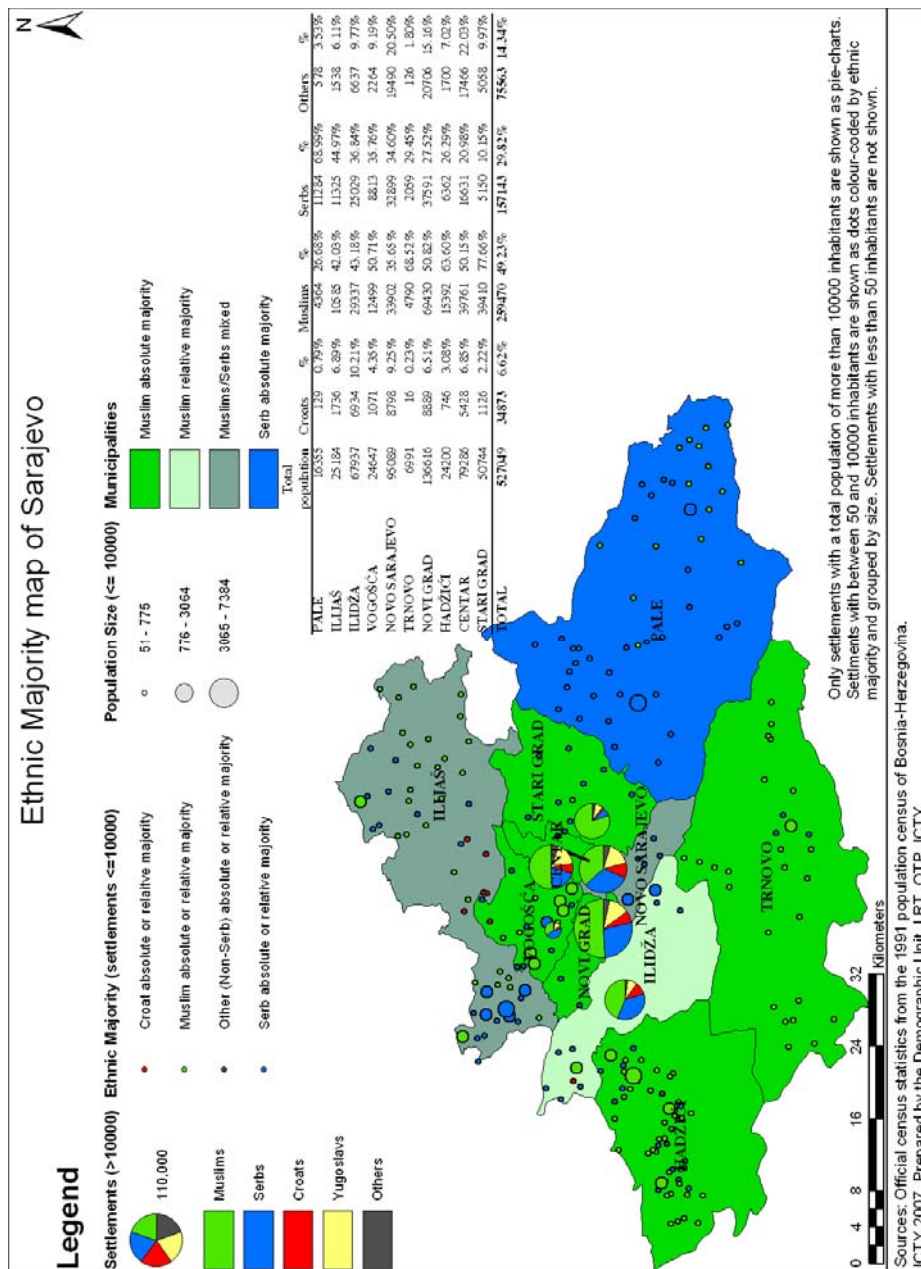 Ethnic Majority map of Sarajevo
N
Legend
Settlements (>10000)
110,000
Muslims
Serbs
Croats
Yugoslavs
Others
Ethnic Majority (settlements <=10000)
Croat absolute or relative majority
Muslim absolute or relative majority
Other (Non-Serb) absolute or relative majority
Serb absolute or relative majority
Population Size (<= 10000)
51 - 775
776 - 3064
3065 - 7384
Municipalities
Muslim absolute majority
Muslim relative majority
Muslims/Serbs mixed
Serb absolute majority
Total population Croats % Muslims % Serbs % Others %
PALE 16355 129 0.79% 4364 26.68% 11284 68.99% 578 3.53%
ILIJAŠ 25184 1736 6.89% 10585 42.03% 11325 44.97% 1538 6.11%
ILIDŽA 67937 6934 10.21% 29337 43.18% 25029 36.84% 6637 9.77%
VOGOŠĆA 24647 1071 4.35% 12499 50.71% 8813 35.76% 2264 9.19%
NOVO SARAJEVO 95089 8798 9.25% 33902 35.65% 32899 34.60% 19490 20.50%
TRNOVO 6991 16 0.23% 4790 68.52% 2059 29.45% 126 1.80%
NOVI GRAD 136616 8889 6.51% 69430 50.82% 37591 27.52% 20706 15.16%
HADŽIĆI 24200 746 3.08% 15392 63.60% 6362 26.29% 1700 7.02%
CENTAR 79286 5428 6.85% 39761 50.15% 16631 20.98% 17466 22.03%
STARI GRAD 50744 1126 2.22% 39410 77.66% 5150 10.15% 5058 9.97%
TOTAL 527049 34873 6.62% 259470 49.23% 157143 29.82% 75563 14.34%
ILIJAŠ
STARI GRAD
CENTAR
VOGOŠĆA
NOVI GRAD
NOVO SARAJEVO
ILIDŽA
PALE
TRNOVO
HADŽIĆI
0 4 8 16 24 32
Kilometers
Only settlements with a total population of more than 10000 inhabitants are shown as pie-charts.
Settlments with between 50 and 10000 inhabitants are shown as dots colour-coded by ethnic
majority and grouped by size. Settlements with less than 50 inhabitants are not shown.
Sources: Official census statistics from the 1991 population census of Bosnia-Herzegovina.
ICTY 2007. Prepared by the Demographic Unit, LRT, OTP, ICTY